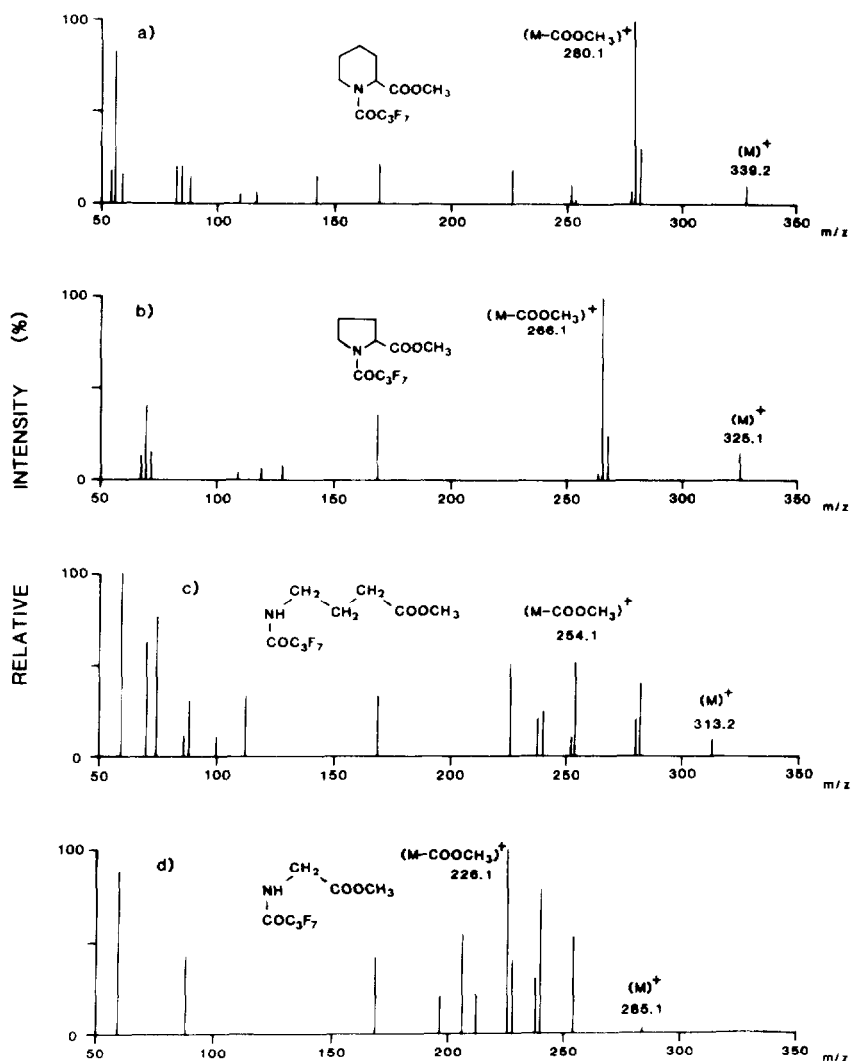 RELATIVE INTENSITY (%)
100
a)
(M-COOCH₃)⁺
280.1
N
COOCH₃
COC₃F₇
(M)⁺
339.2
0
50 100 150 200 250 300 350
m/z
100
b)
(M-COOCH₃)⁺
266.1
N
COOCH₃
COC₃F₇
(M)⁺
325.1
0
50 100 150 200 250 300 350
m/z
100
c)
CH₂ CH₂
NH CH₂ COOCH₃
COC₃F₇
(M-COOCH₃)⁺
254.1
(M)⁺
313.2
0
50 100 150 200 250 300 350
m/z
100
d)
CH₂
NH COOCH₃
COC₃F₇
(M-COOCH₃)⁺
226.1
(M)⁺
285.1
0
50 100 150 200 250 300 350
m/z